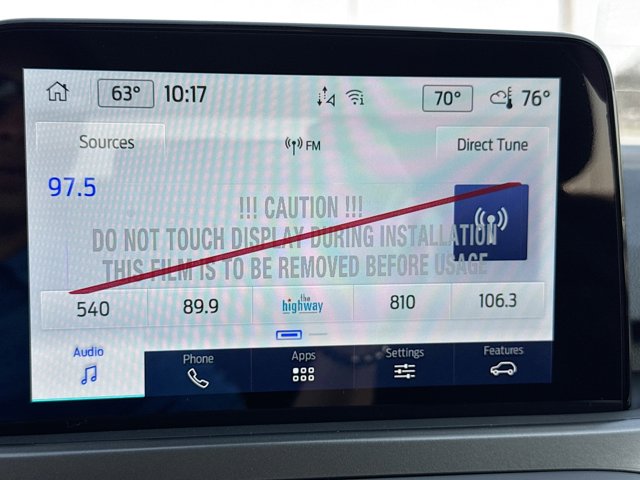 63° 10:17 70° 76°
Sources FM Direct Tune
97.5
!!! CAUTION !!!
DO NOT TOUCH DISPLAY DURING INSTALLATION
THIS FILM IS TO BE REMOVED BEFORE USAGE
540 89.9 the highway 810 106.3
Audio Phone Apps Settings Features